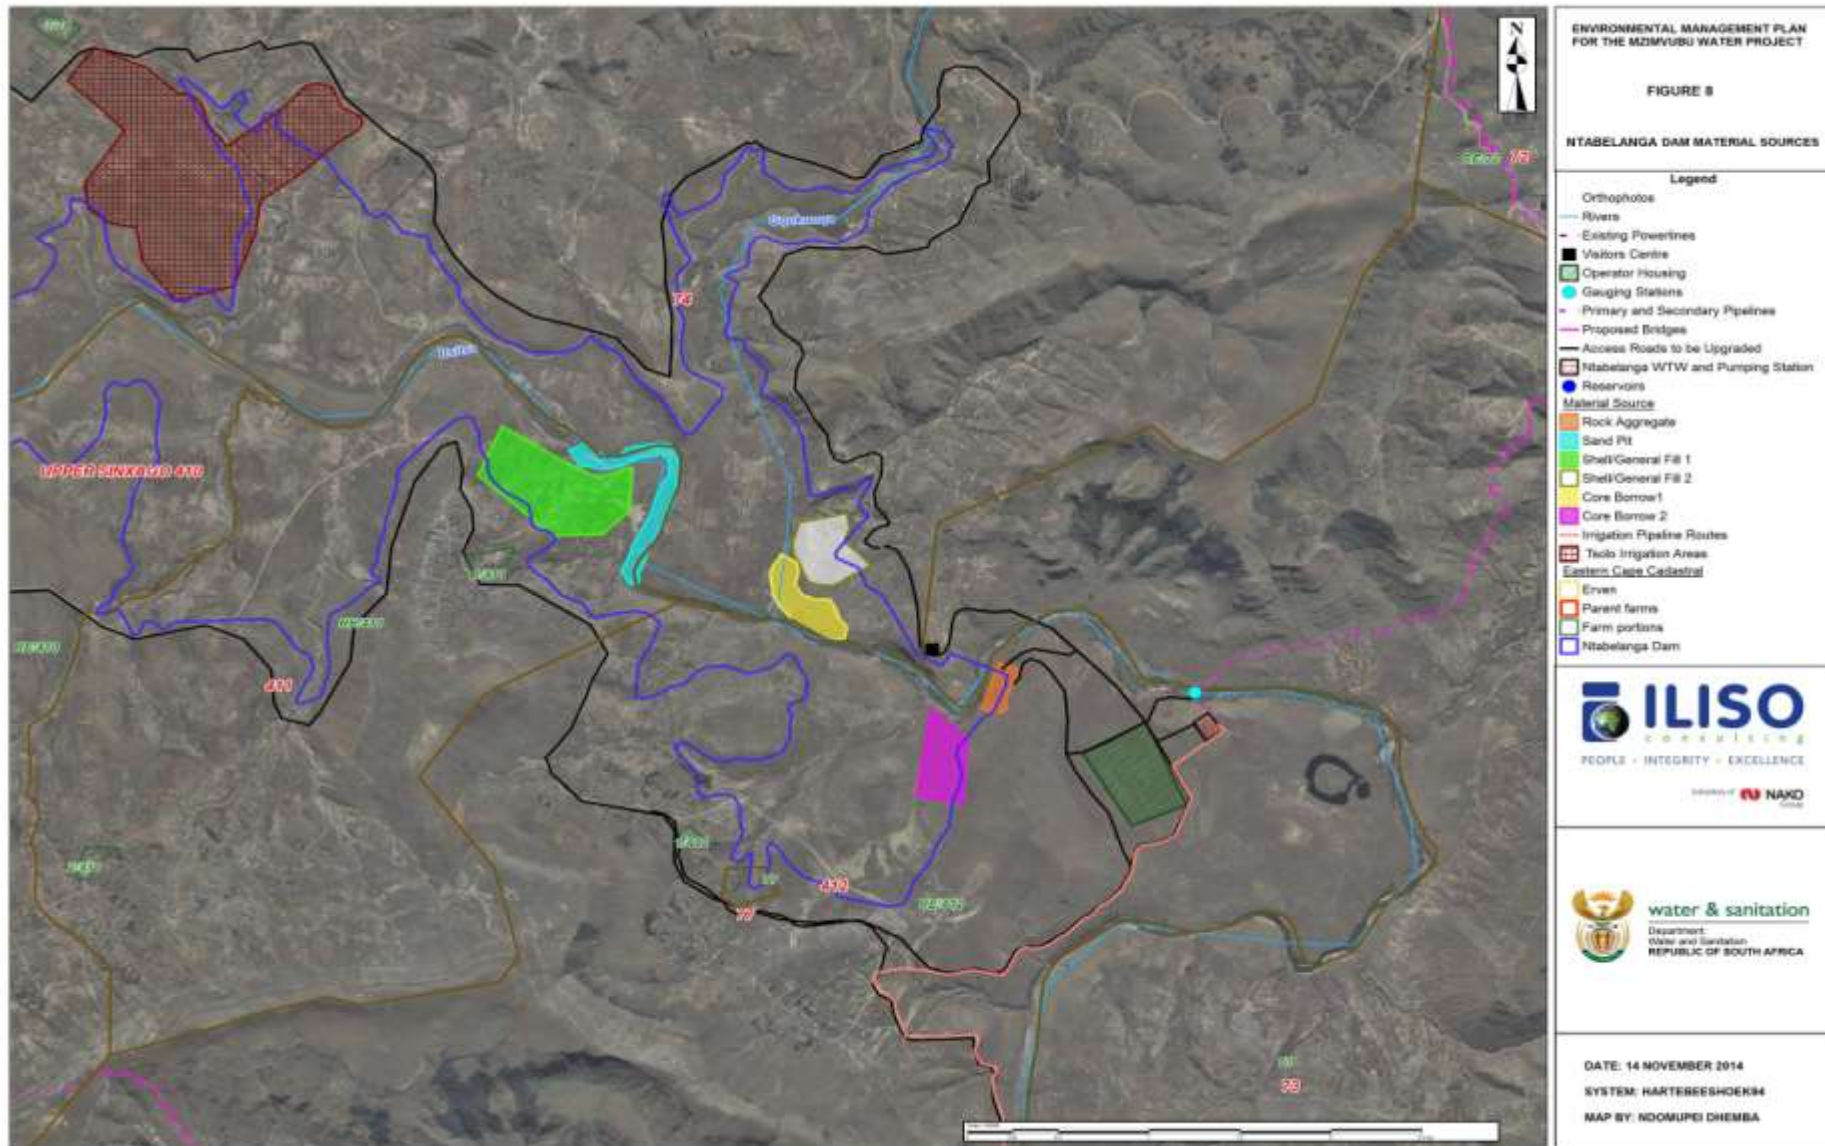 ENVIRONMENTAL MANAGEMENT PLAN
FOR THE MZIMVUBU WATER PROJECT
FIGURE 8
NTABELANGA DAM MATERIAL SOURCES
Legend
Orthophotos
Rivers
Existing Powerlines
Visitors Centre
Operator Housing
Gauging Stations
Primary and Secondary Pipelines
Proposed Bridges
Access Roads to be Upgraded
Ntabelanga WTW and Pumping Station
Reservoirs
Material Source
Rock Aggregate
Sand Pit
Shell/General Fill 1
Shell/General Fill 2
Core Borrow1
Core Borrow 2
Irrigation Pipeline Routes
Tsolo Irrigation Areas
Eastern Cape Cadastral
Erven
Parent farms
Farm portions
Ntabelanga Dam
ILISO
consulting
PEOPLE - INTEGRITY - EXCELLENCE
NAKO
Group
water & sanitation
Department:
Water and Sanitation
REPUBLIC OF SOUTH AFRICA
DATE: 14 NOVEMBER 2014
SYSTEM: HARTEBEESHOEK94
MAP BY: NDOMUPEI DHEMBA
N
72
74
411
412
77
73